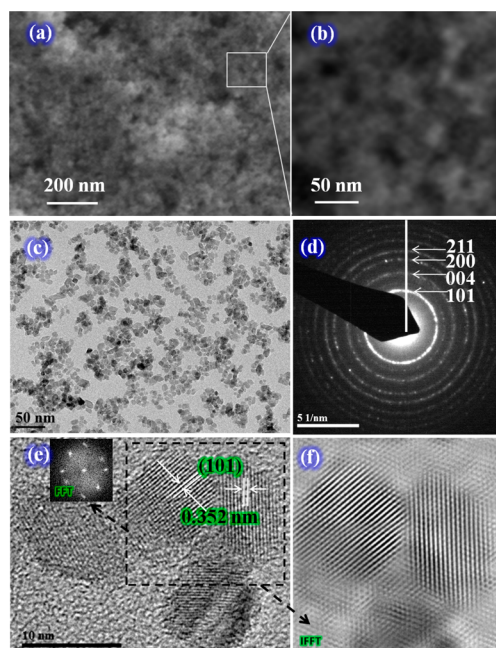 (a)
200 nm
(b)
50 nm
(c)
50 nm
(d)
211
200
004
101
5 1/nm
(e)
FFT
(101)
0.352 nm
10 nm
(f)
IFFT